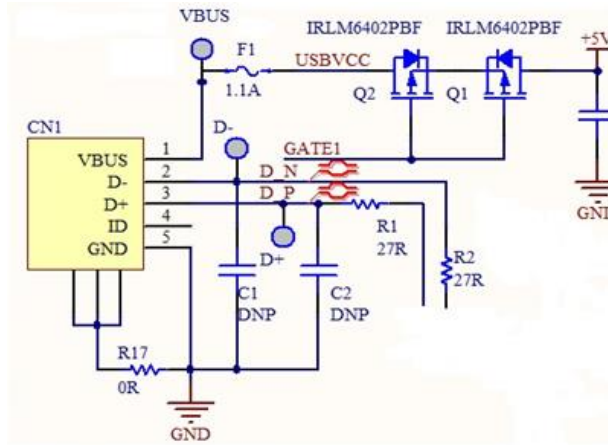 VBUS
IRLM6402PBF IRLM6402PBF
F1
USBVCC
+5V
1.1A
Q2
Q1
CN1
D-
GATE1
VBUS 1
D- 2
D+ 3
ID 4
GND 5
D_N
D_P
R1
27R
GND
D+
R2
27R
C1
DNP
C2
DNP
R17
0R
GND